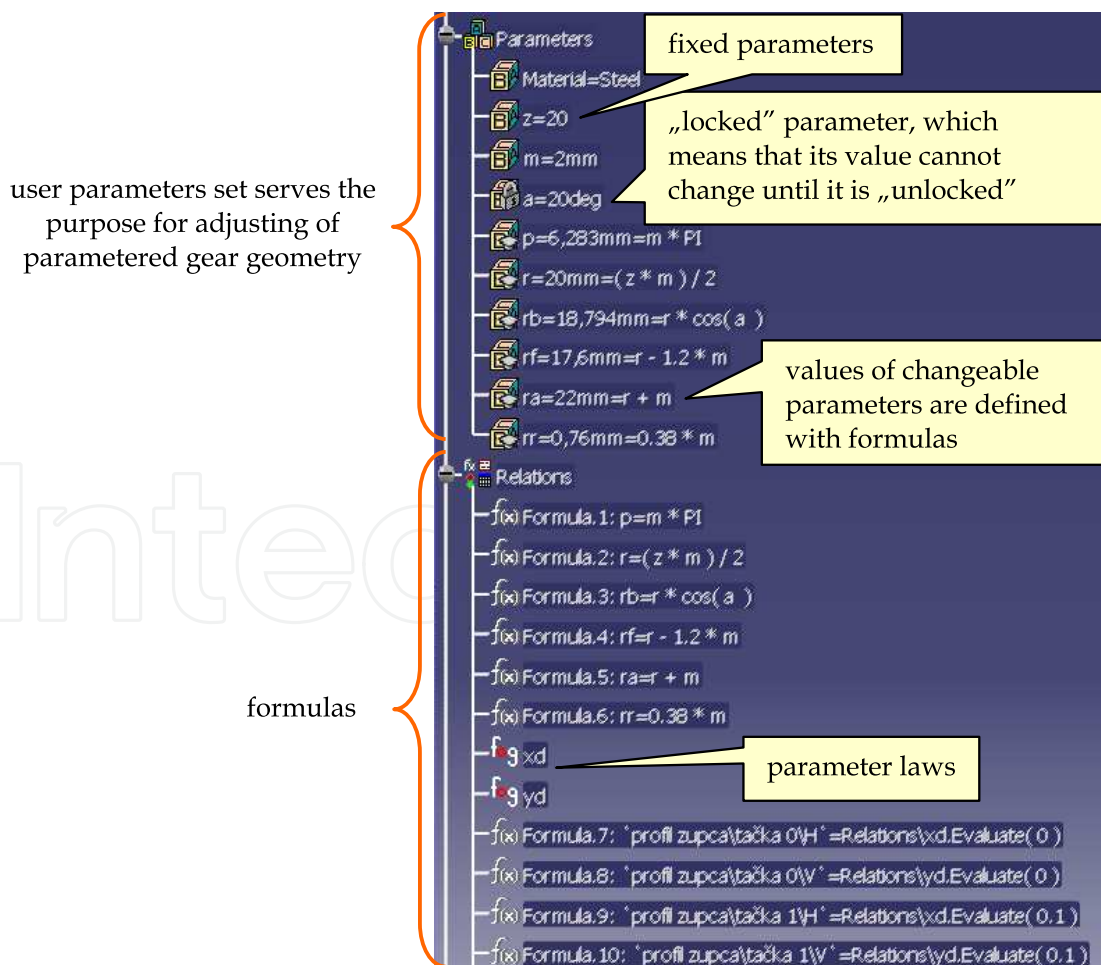 Parameters
fixed parameters
Material=Steel
z=20
„locked” parameter, which
means that its value cannot
change until it is „unlocked”
m=2mm
a=20deg
user parameters set serves the
purpose for adjusting of
parametered gear geometry
p=6,283mm=m * PI
r=20mm=( z * m ) / 2
rb=18,794mm=r * cos( a )
rf=17,6mm=r - 1.2 * m
values of changeable
parameters are defined
with formulas
ra=22mm=r + m
rr=0,76mm=0.38 * m
Relations
Formula.1: p=m * PI
Formula.2: r=( z * m ) / 2
Formula.3: rb=r * cos( a )
Formula.4: rf=r - 1.2 * m
Formula.5: ra=r + m
formulas
Formula.6: rr=0.38 * m
xd
parameter laws
yd
Formula.7: `profil zupca\tačka 0\H` =Relations\xd.Evaluate( 0 )
Formula.8: `profil zupca\tačka 0\V` =Relations\yd.Evaluate( 0 )
Formula.9: `profil zupca\tačka 1\H` =Relations\xd.Evaluate( 0.1 )
Formula.10: `profil zupca\tačka 1\V` =Relations\yd.Evaluate( 0.1 )